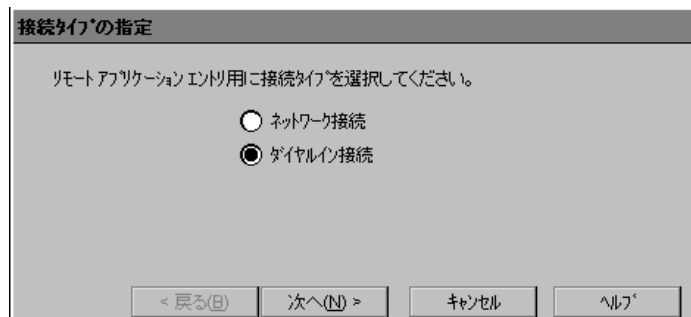 接続タイプの指定
リモート アプリケーション エントリ用に接続タイプを選択してください。
ネットワーク接続
ダイヤルイン接続
< 戻る(B)
次へ(N) >
キャンセル
ヘルプ